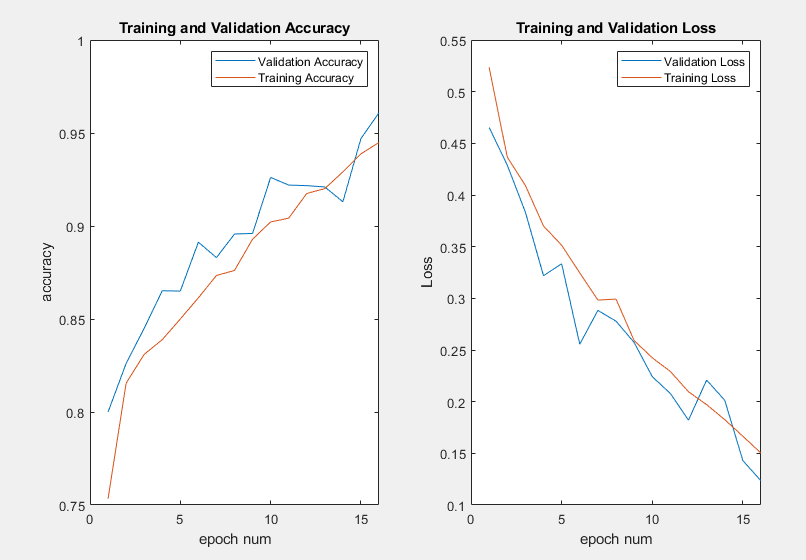 Training and Validation Accuracy
Validation Accuracy
Training Accuracy
1
0.95
0.9
0.85
0.8
0.75
accuracy
0 5 10 15
epoch num
Training and Validation Loss
Validation Loss
Training Loss
0.55
0.5
0.45
0.4
0.35
0.3
0.25
0.2
0.15
0.1
Loss
0 5 10 15
epoch num